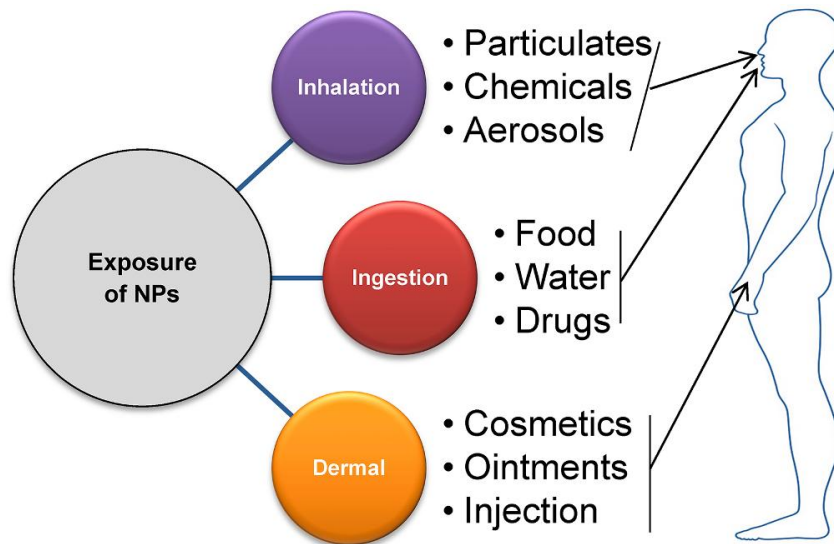 Exposure
of NPs
Inhalation
• Particulates
• Chemicals
• Aerosols
Ingestion
• Food
• Water
• Drugs
Dermal
• Cosmetics
• Ointments
• Injection